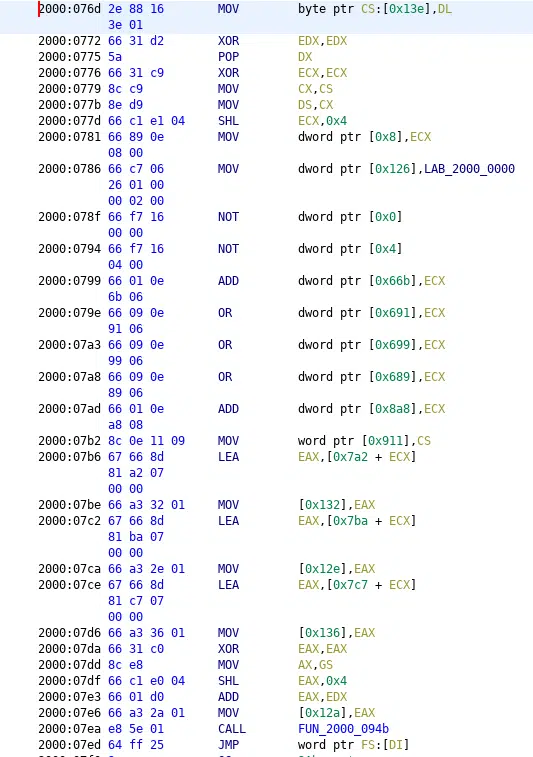 2000:076d 2e 88 16 MOV byte ptr CS:[0x13e],DL
3e 01
2000:0772 66 31 d2 XOR EDX,EDX
2000:0775 5a POP DX
2000:0776 66 31 c9 XOR ECX,ECX
2000:0779 8c c9 MOV CX,CS
2000:077b 8e d9 MOV DS,CX
2000:077d 66 c1 e1 04 SHL ECX,0x4
2000:0781 66 89 0e MOV dword ptr [0x8],ECX
08 00
2000:0786 66 c7 06 MOV dword ptr [0x126],LAB_2000_0000
26 01 00
00 02 00
2000:078f 66 f7 16 NOT dword ptr [0x0]
00 00
2000:0794 66 f7 16 NOT dword ptr [0x4]
04 00
2000:0799 66 01 0e ADD dword ptr [0x66b],ECX
6b 06
2000:079e 66 09 0e OR dword ptr [0x691],ECX
91 06
2000:07a3 66 09 0e OR dword ptr [0x699],ECX
99 06
2000:07a8 66 09 0e OR dword ptr [0x689],ECX
89 06
2000:07ad 66 01 0e ADD dword ptr [0x8a8],ECX
a8 08
2000:07b2 8c 0e 11 09 MOV word ptr [0x911],CS
2000:07b6 67 66 8d LEA EAX,[0x7a2 + ECX]
81 a2 07
00 00
2000:07be 66 a3 32 01 MOV [0x132],EAX
2000:07c2 67 66 8d LEA EAX,[0x7ba + ECX]
81 ba 07
00 00
2000:07ca 66 a3 2e 01 MOV [0x12e],EAX
2000:07ce 67 66 8d LEA EAX,[0x7c7 + ECX]
81 c7 07
00 00
2000:07d6 66 a3 36 01 MOV [0x136],EAX
2000:07da 66 31 c0 XOR EAX,EAX
2000:07dd 8c e8 MOV AX,GS
2000:07df 66 c1 e0 04 SHL EAX,0x4
2000:07e3 66 01 d0 ADD EAX,EDX
2000:07e6 66 a3 2a 01 MOV [0x12a],EAX
2000:07ea e8 5e 01 CALL FUN_2000_094b
2000:07ed 64 ff 25 JMP word ptr FS:[DI]